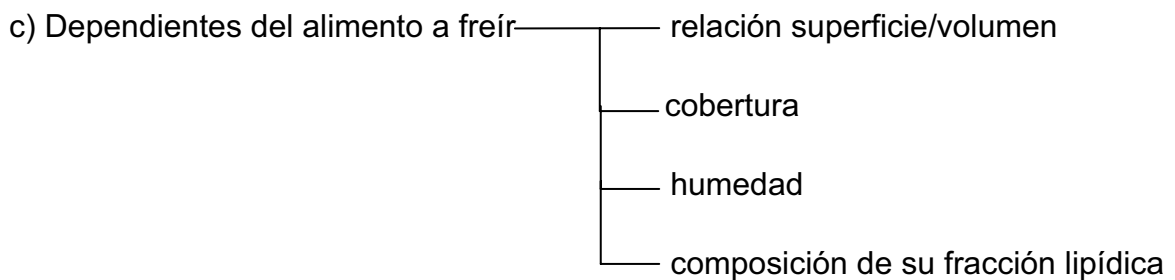 c) Dependientes del alimento a freír relación superficie/volumen
cobertura
humedad
composición de su fracción lipídica